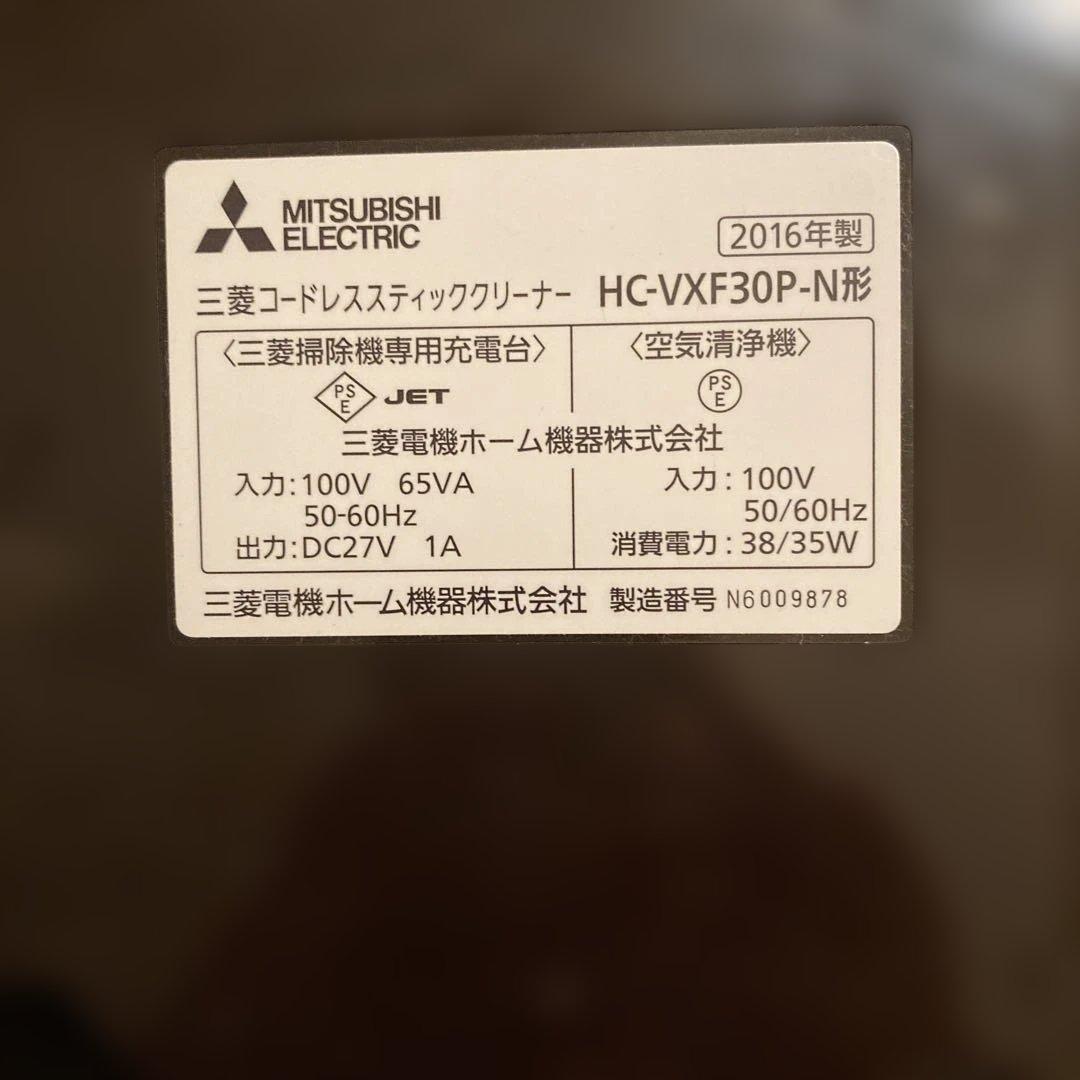 MITSUBISHI
ELECTRIC
2016年製
三菱コードレススティッククリーナー HC-VXF30P-N形
〈三菱掃除機専用充電台〉 〈空気清浄機〉
PS
E JET
PS
E
三菱電機ホーム機器株式会社
入力:100V 65VA 入力:100V
50-60Hz 50/60Hz
出力:DC27V 1A 消費電力:38/35W
三菱電機ホーム機器株式会社 製造番号 N6009878